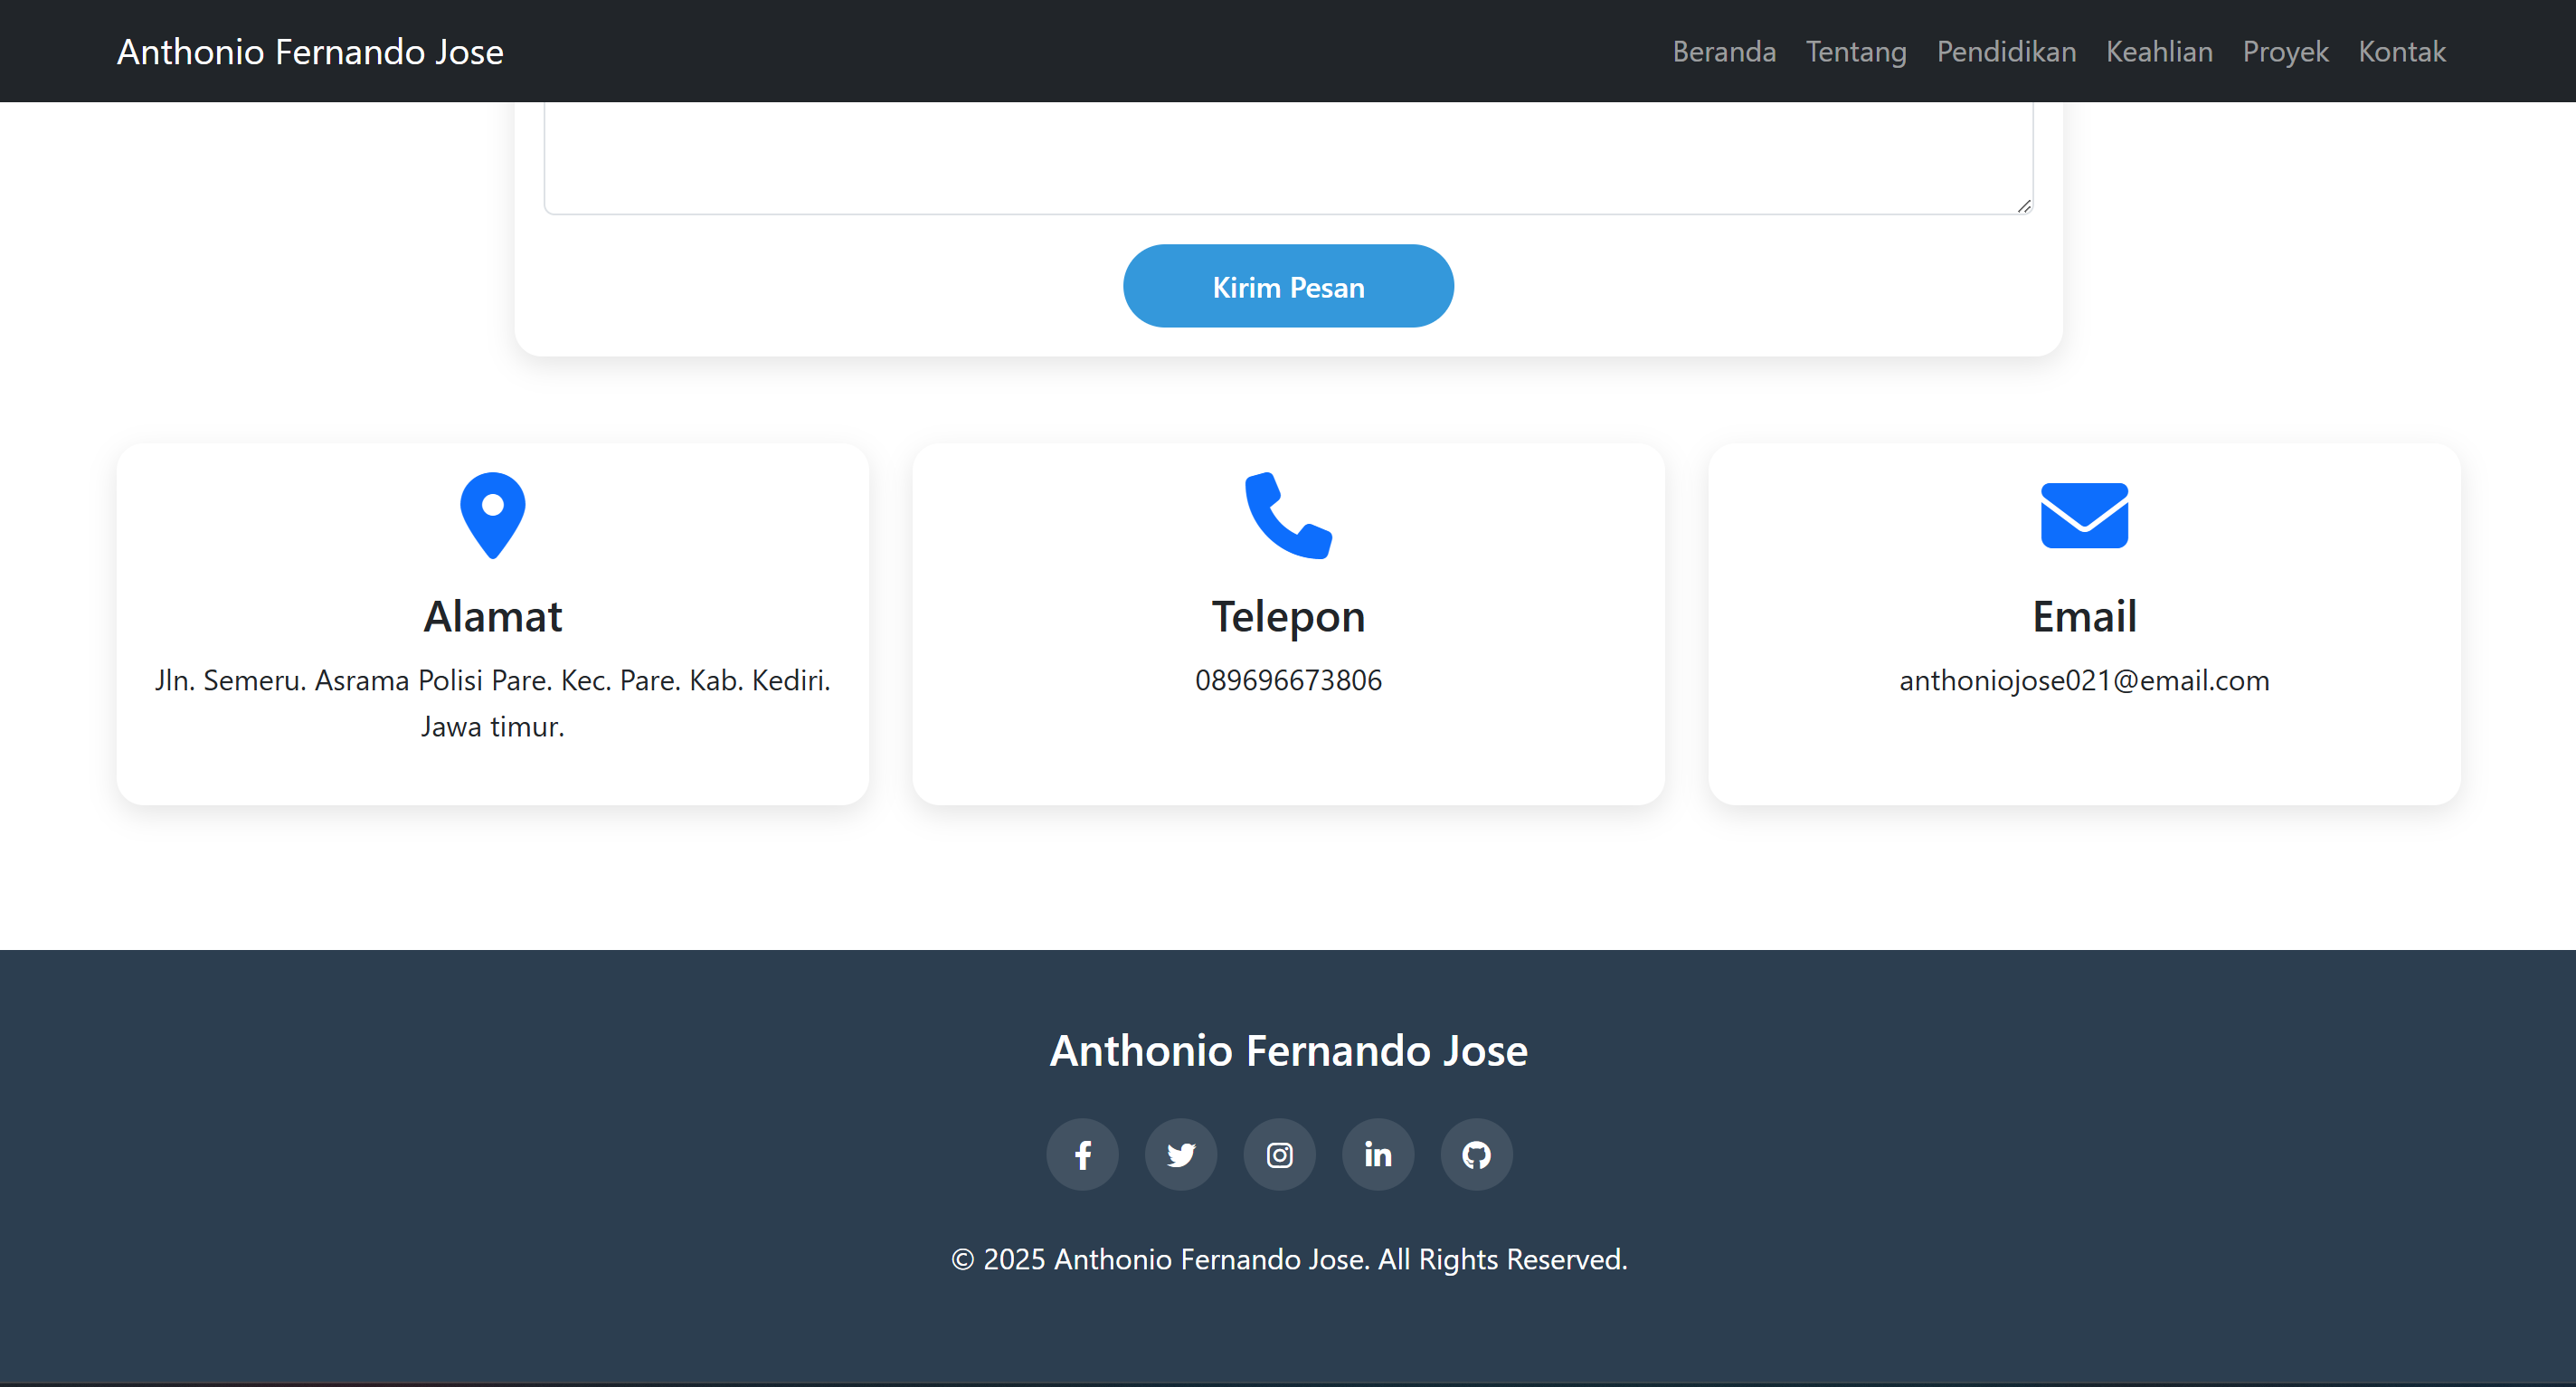 Anthonio Fernando Jose
Beranda Tentang Pendidikan Keahlian Proyek Kontak
Kirim Pesan
Alamat
Jln. Semeru. Asrama Polisi Pare. Kec. Pare. Kab. Kediri.
Jawa timur.
Telepon
089696673806
Email
anthoniojose021@email.com
Anthonio Fernando Jose
© 2025 Anthonio Fernando Jose. All Rights Reserved.